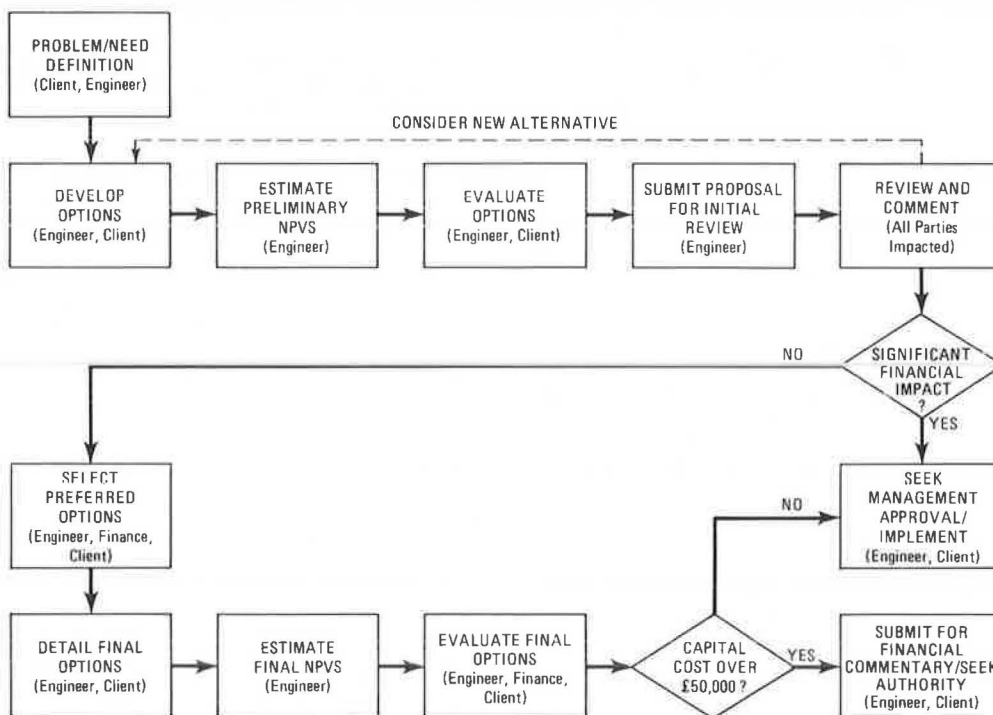 PROBLEM/NEED
DEFINITION
(Client, Engineer)
CONSIDER NEW ALTERNATIVE
DEVELOP
OPTIONS
(Engineer, Client)
ESTIMATE
PRELIMINARY
NPVS
(Engineer)
EVALUATE
OPTIONS
(Engineer, Client)
SUBMIT PROPOSAL
FOR INITIAL
REVIEW
(Engineer)
REVIEW AND
COMMENT
(All Parties
Impacted)
NO
SIGNIFICANT
FINANCIAL
IMPACT
?
YES
SELECT
PREFERRED
OPTIONS
(Engineer, Finance,
Client)
NO
SEEK
MANAGEMENT
APPROVAL/
IMPLEMENT
(Engineer, Client)
DETAIL FINAL
OPTIONS
(Engineer, Client)
ESTIMATE
FINAL NPVS
(Engineer)
EVALUATE FINAL
OPTIONS
(Engineer, Finance,
Client)
CAPITAL
COST OVER
£50,000?
YES
SUBMIT FOR
FINANCIAL
COMMENTARY/SEEK
AUTHORITY
(Engineer, Client)